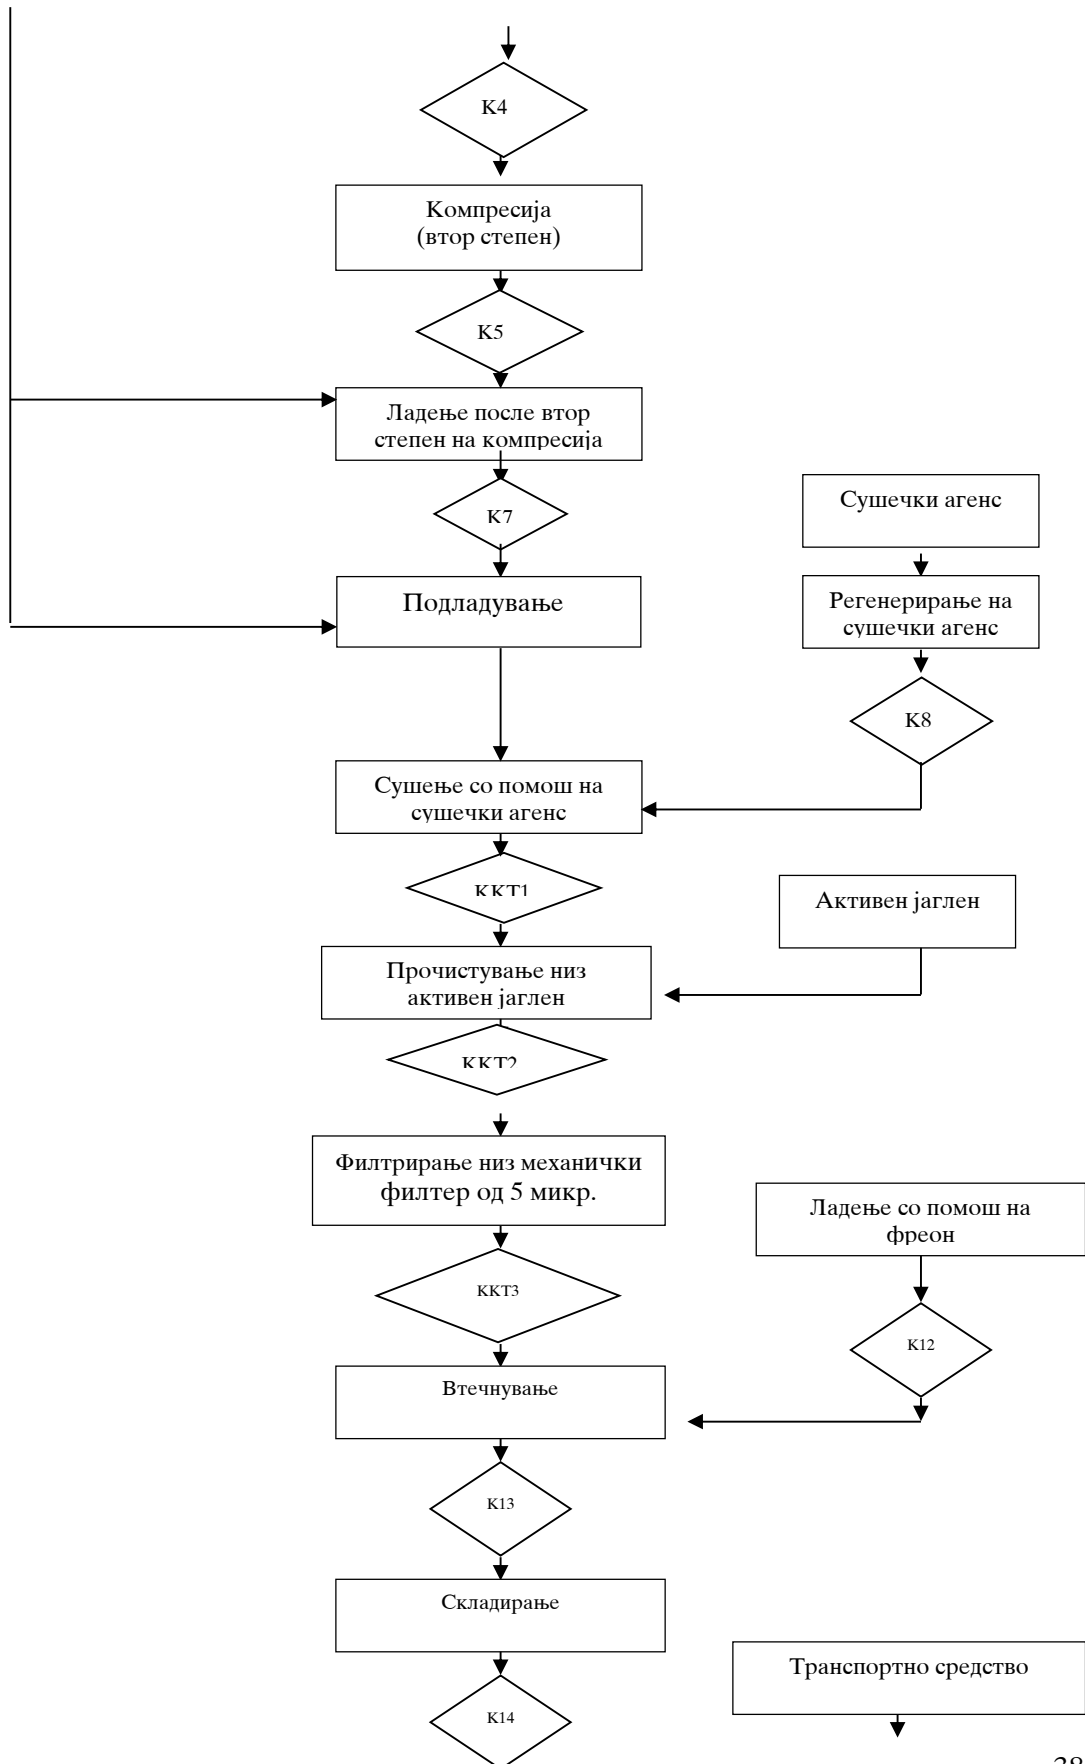 К4
Компресија
(втор степен)
К5
Ладење после втор
степен на компресија
К7
Сушечки агенс
Подладување
Регенерирање на
сушечки агенс
К8
Сушење со помош на
сушечки агенс
ККТ1
Активен јаглен
Прочистување низ
активен јаглен
ККТ2
Филтрирање низ механички
филтер од 5 микр.
Ладење со помош на
фреон
ККТ3
К12
Втечнување
К13
Складирање
Транспортно средство
К14
38